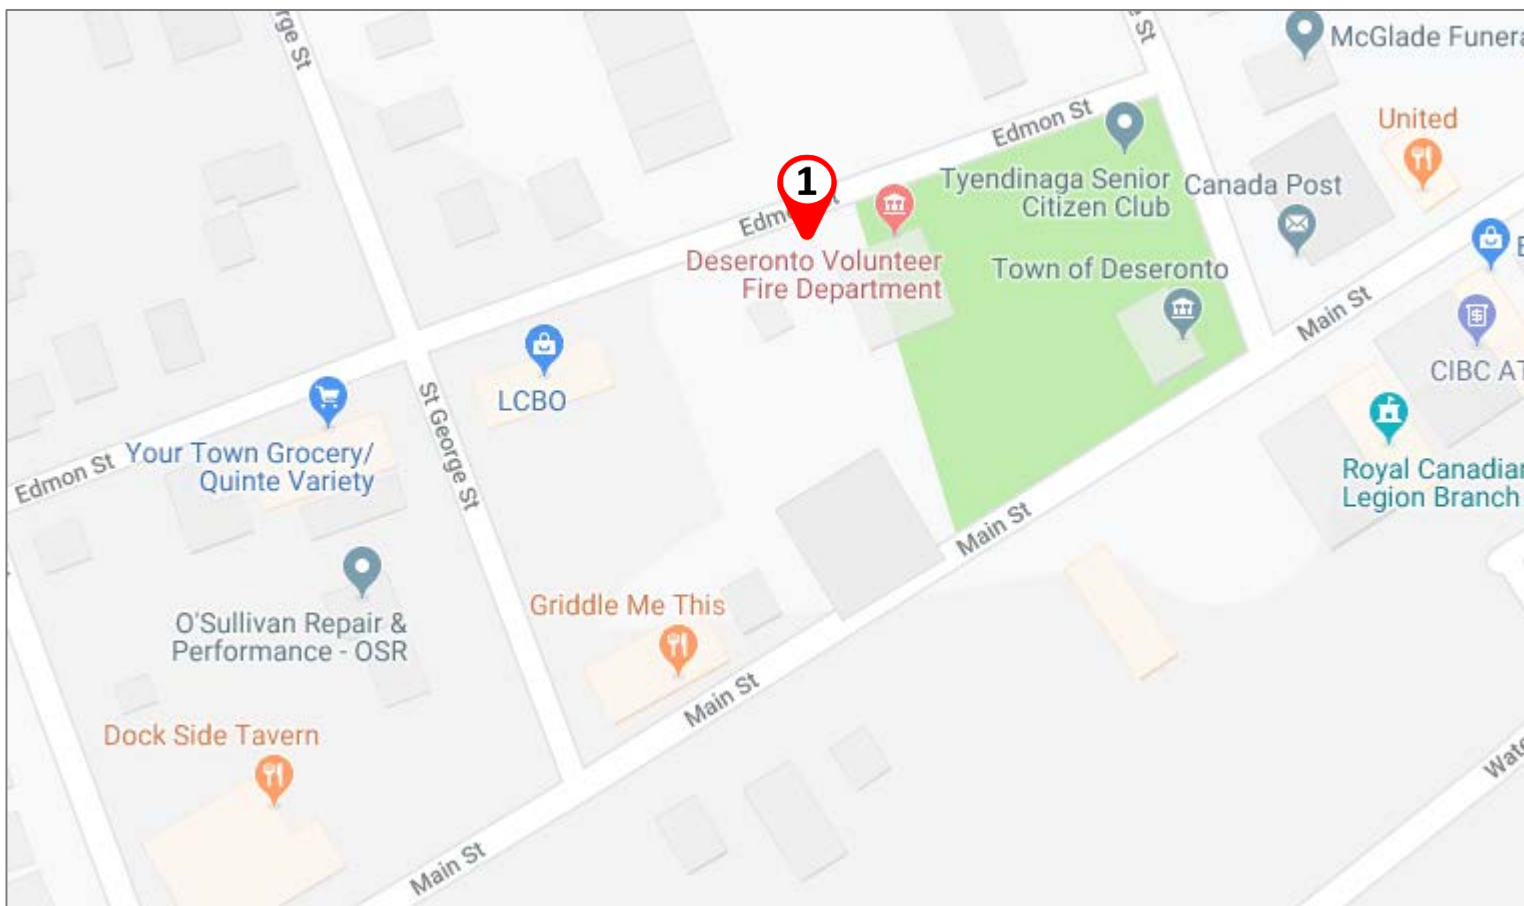 rge St
e St
McGlade Funera
United
Edmon St
1
Tyendinaga Senior
Citizen Club
Canada Post
Edm
St
Deseronto Volunteer
Fire Department
Town of Deseronto
E
Main St
CIBC AT
LCBO
St George St
Your Town Grocery/
Quinte Variety
Edmon St
Royal Canadian
Legion Branch
Main St
Griddle Me This
O'Sullivan Repair &
Performance - OSR
Main St
Dock Side Tavern
Wate
Main St